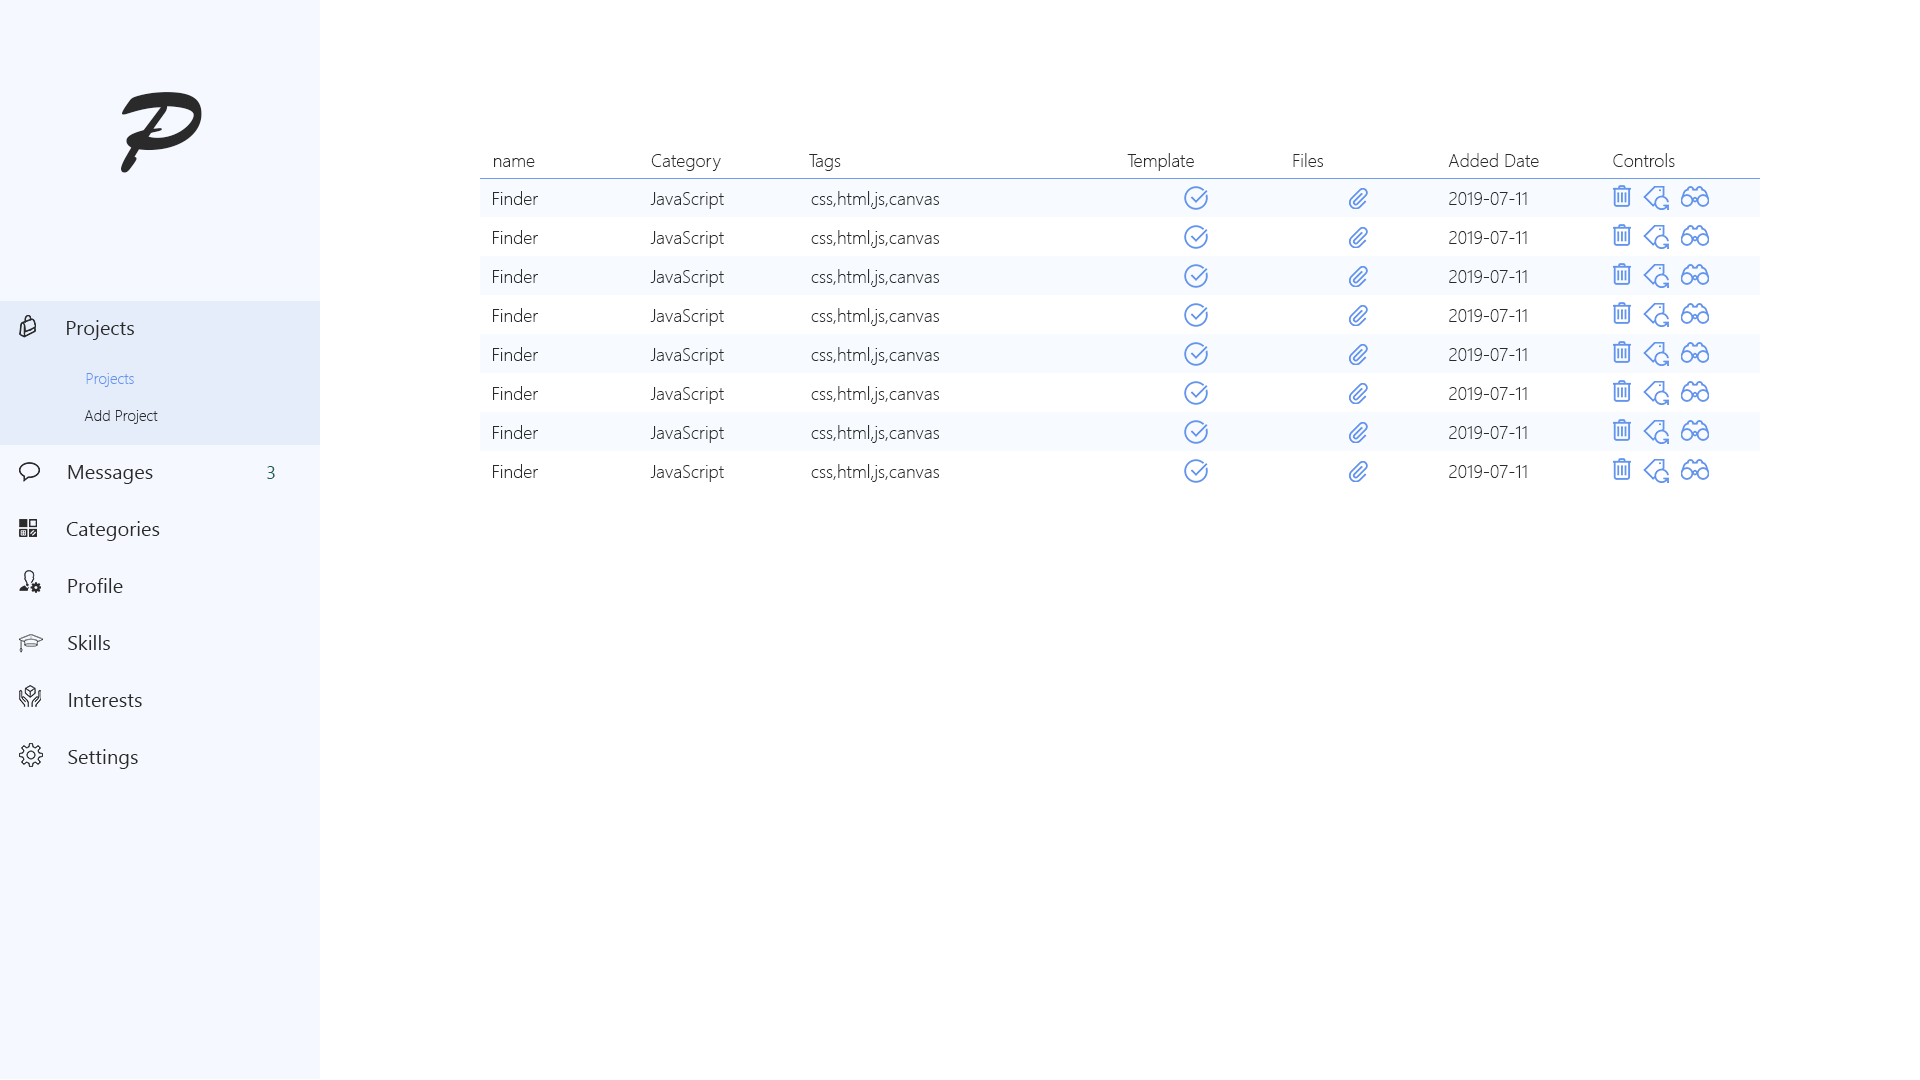 P
Projects
Projects
Add Project
Messages 3
Categories
Profile
Skills
Interests
Settings
name Category Tags Template Files Added Date Controls
Finder JavaScript css,html,js,canvas 2019-07-11
Finder JavaScript css,html,js,canvas 2019-07-11
Finder JavaScript css,html,js,canvas 2019-07-11
Finder JavaScript css,html,js,canvas 2019-07-11
Finder JavaScript css,html,js,canvas 2019-07-11
Finder JavaScript css,html,js,canvas 2019-07-11
Finder JavaScript css,html,js,canvas 2019-07-11
Finder JavaScript css,html,js,canvas 2019-07-11